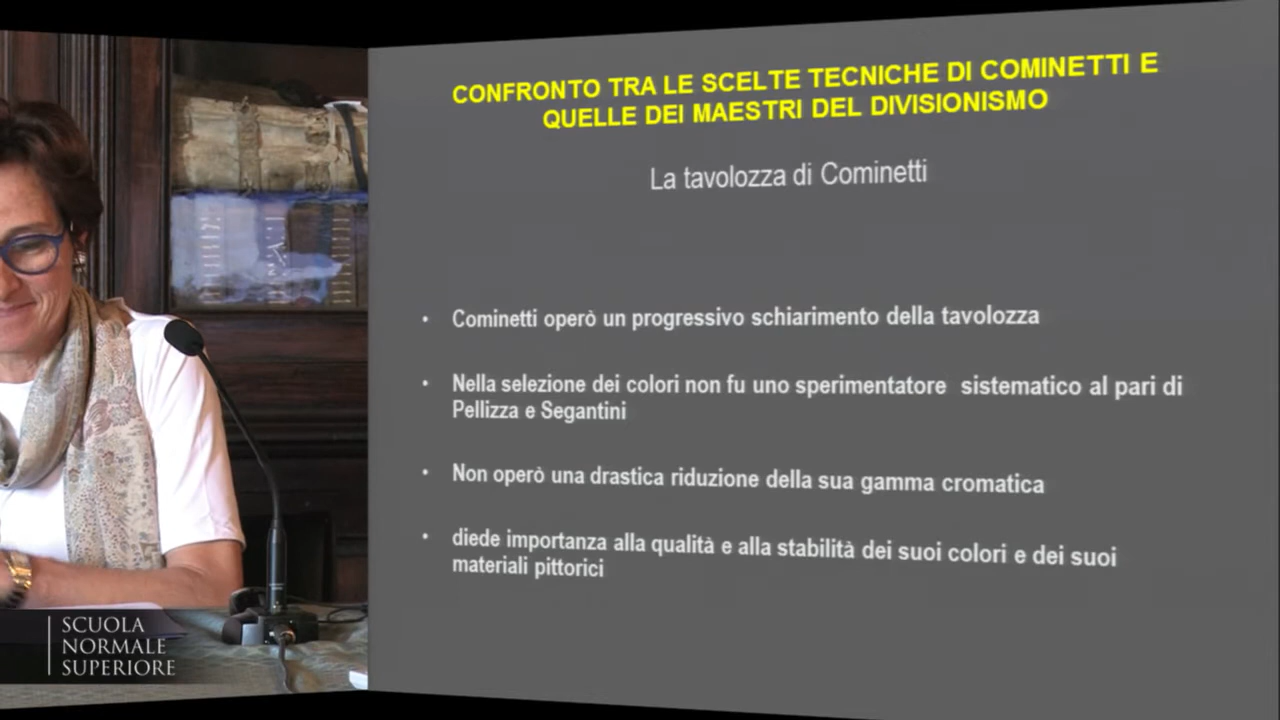 CONFRONTO TRA LE SCELTE TECNICHE DI COMINETTI E
QUELLE DEI MAESTRI DEL DIVISIONISMO
La tavolozza di Cominetti
• Cominetti operò un progressivo schiarimento della tavolozza
• Nella selezione dei colori non fu uno sperimentatore sistematico al pari di
Pellizza e Segantini
• Non operò una drastica riduzione della sua gamma cromatica
• diede importanza alla qualità e alla stabilità dei suoi colori e dei suoi
materiali pittorici
SCUOLA
NORMALE
SUPERIORE